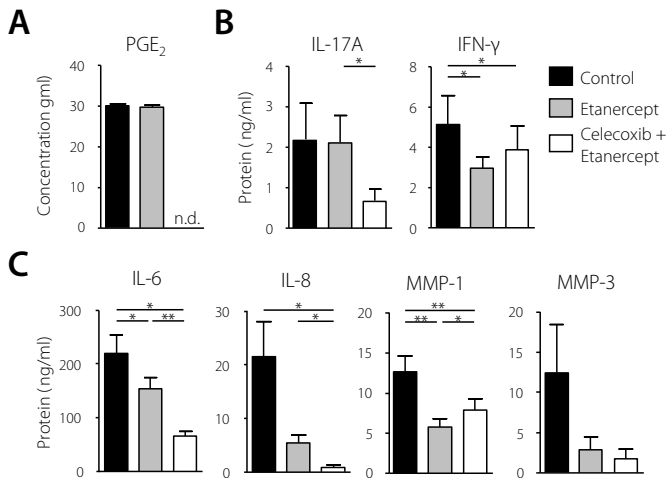 A
PGE2
Concentration gml)
40
30
20
10
0
n.d.
B
IL-17A
Protein (ng/ml)
4
3
2
1
0
*
IFN-γ
8
6
4
2
0
*
*
Control
Etanercept
Celecoxib +
Etanercept
C
IL-6
Protein (ng/ml)
300
200
100
0
*
* **
IL-8
30
20
10
0
*
*
MMP-1
20
15
10
5
0
**
** *
MMP-3
20
15
10
5
0